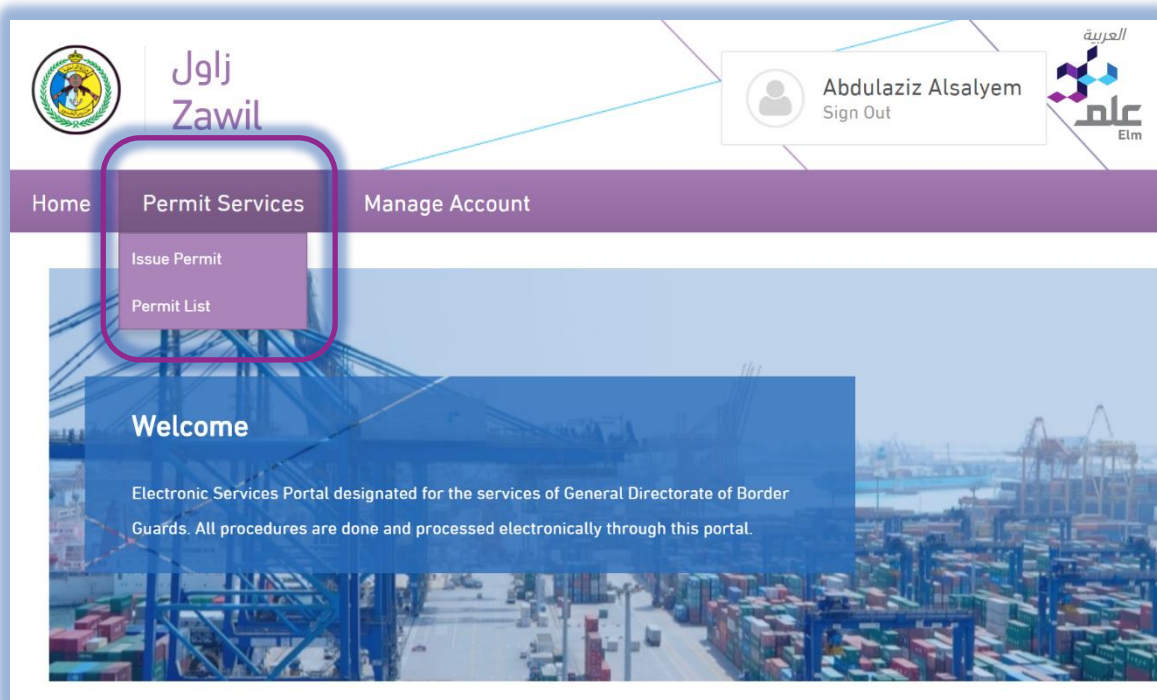 العربية
زاول
Zawil
Abdulaziz Alsalyem
Sign Out
علم
Elm
Home
Permit Services
Manage Account
Issue Permit
Permit List
Welcome
Electronic Services Portal designated for the services of General Directorate of Border
Guards. All procedures are done and processed electronically through this portal.